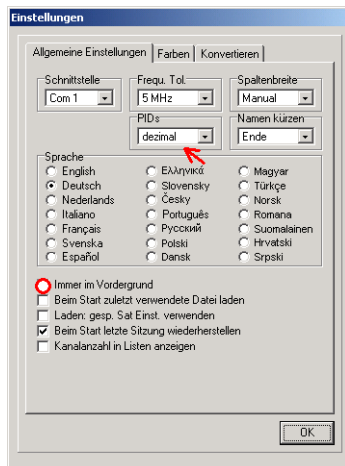 Einstellungen
Allgemeine Einstellungen Farben Konvertieren
Schnittstelle Frequ. Tol. Spaltenbreite
Com 1 5 MHz Manual
PIDs Namen kürzen
dezimal Ende
Sprache
English Ελληνικά Magyar
Deutsch Slovensky Türkçe
Nederlands Česky Norsk
Italiano Português Romana
Français Русский Suomalainen
Svenska Polski Hrvatski
Español Dansk Srpski
Immer im Vordergrund
Beim Start zuletzt verwendete Datei laden
Laden: gesp. Sat Einst. verwenden
Beim Start letzte Sitzung wiederherstellen
Kanalanzahl in Listen anzeigen
OK